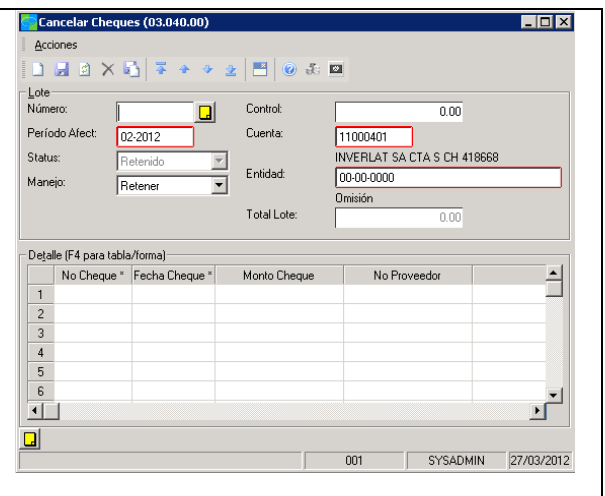 Cancelar Cheques (03.040.00)
Acciones
Lote
Número: Control: 0.00
Período Afect: 02-2012 Cuenta: 11000401
INVERLAT SA CTA S CH 418668
Status: Retenido
Entidad: 00-00-0000
Manejo: Retener
Omisión
Total Lote: 0.00
Detalle (F4 para tabla/forma)
No Cheque * Fecha Cheque * Monto Cheque No Proveedor
1
2
3
4
5
6
001 SYSADMIN 27/03/2012